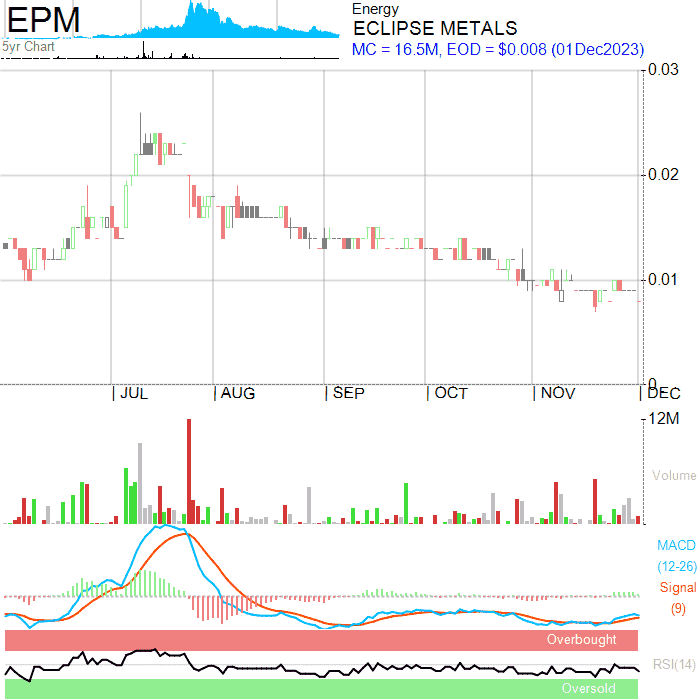 EPM
5yr Chart
Energy
ECLIPSE METALS
MC = 16.5M, EOD = $0.008 (01Dec2023)
0.03
0.02
0.01
0
JUL AUG SEP OCT NOV DEC
12M
Volume
MACD
(12-26)
Signal
(9)
Overbought
RSI(14)
Oversold